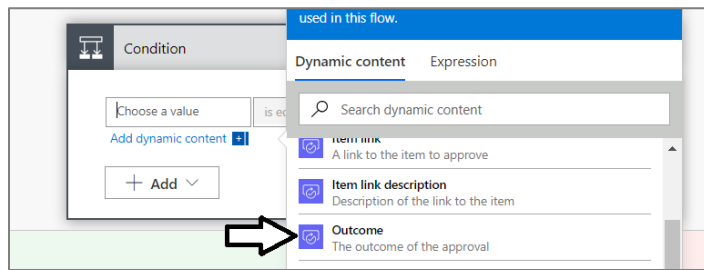 used in this flow.
Condition
Dynamic content Expression
Choose a value
Search dynamic content
Add dynamic content
Item link
A link to the item to approve
Add
Item link description
Description of the link to the item
Outcome
The outcome of the approval